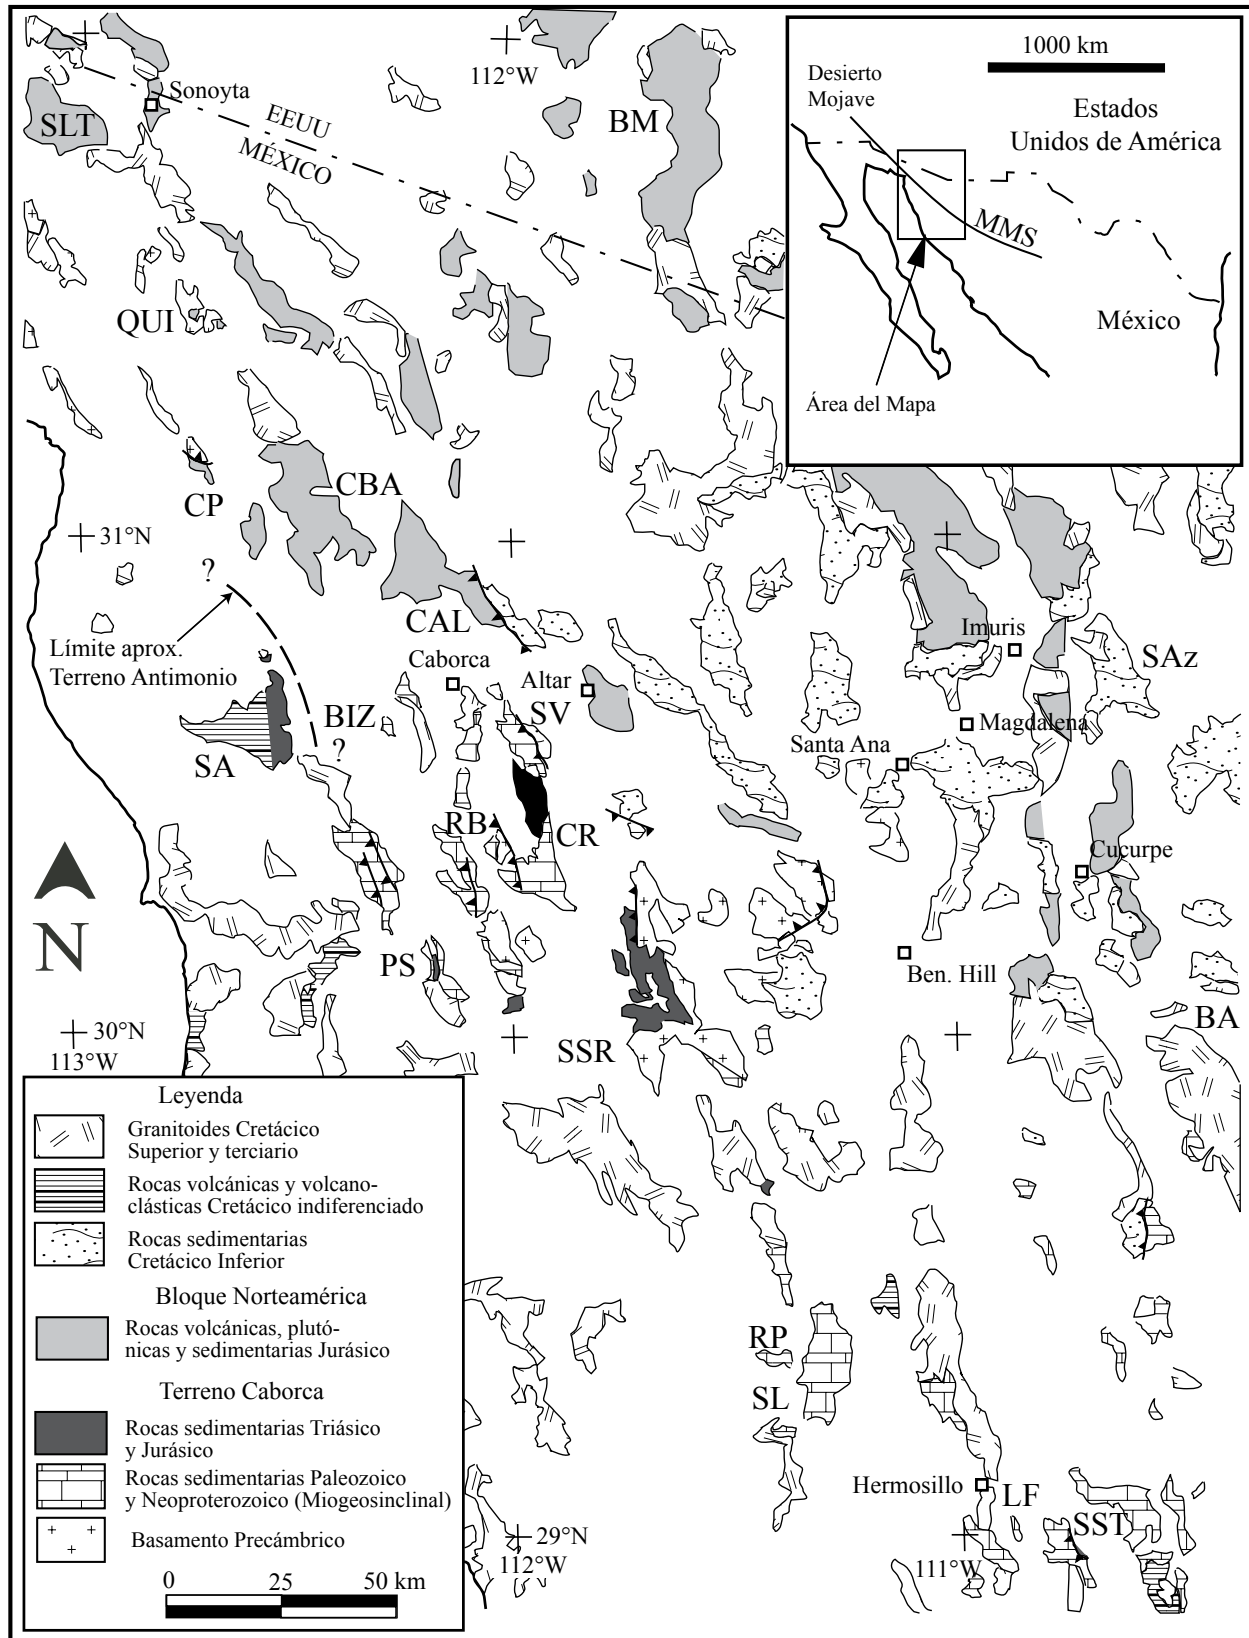 112°W
Sonoyta
SLT
EEUU
MÉXICO
BM
1000 km
Desierto
Mojave
Estados
Unidos de América
MMS
México
Área del Mapa
QUI
CP
CBA
31°N
?
CAL
Límite aprox.
Terreno Antimonio
Caborca
Altar
SV
Imuris
SAz
Magdalena
Santa Ana
BIZ
?
SA
RB
CR
Cucurpe
N
PS
Ben. Hill
30°N
113°W
SSR
BA
Leyenda
Granitoides Cretácico
Superior y terciario
Rocas volcánicas y volcano-
clásticas Cretácico indiferenciado
Rocas sedimentarias
Cretácico Inferior
Bloque Norteamérica
Rocas volcánicas, plutó-
nicas y sedimentarias Jurásico
Terreno Caborca
Rocas sedimentarias Triásico
y Jurásico
Rocas sedimentarias Paleozoico
y Neoproterozoico (Miogeosinclinal)
Basamento Precámbrico
0 25 50 km
RP
SL
Hermosillo
LF
SST
29°N
112°W
111°W